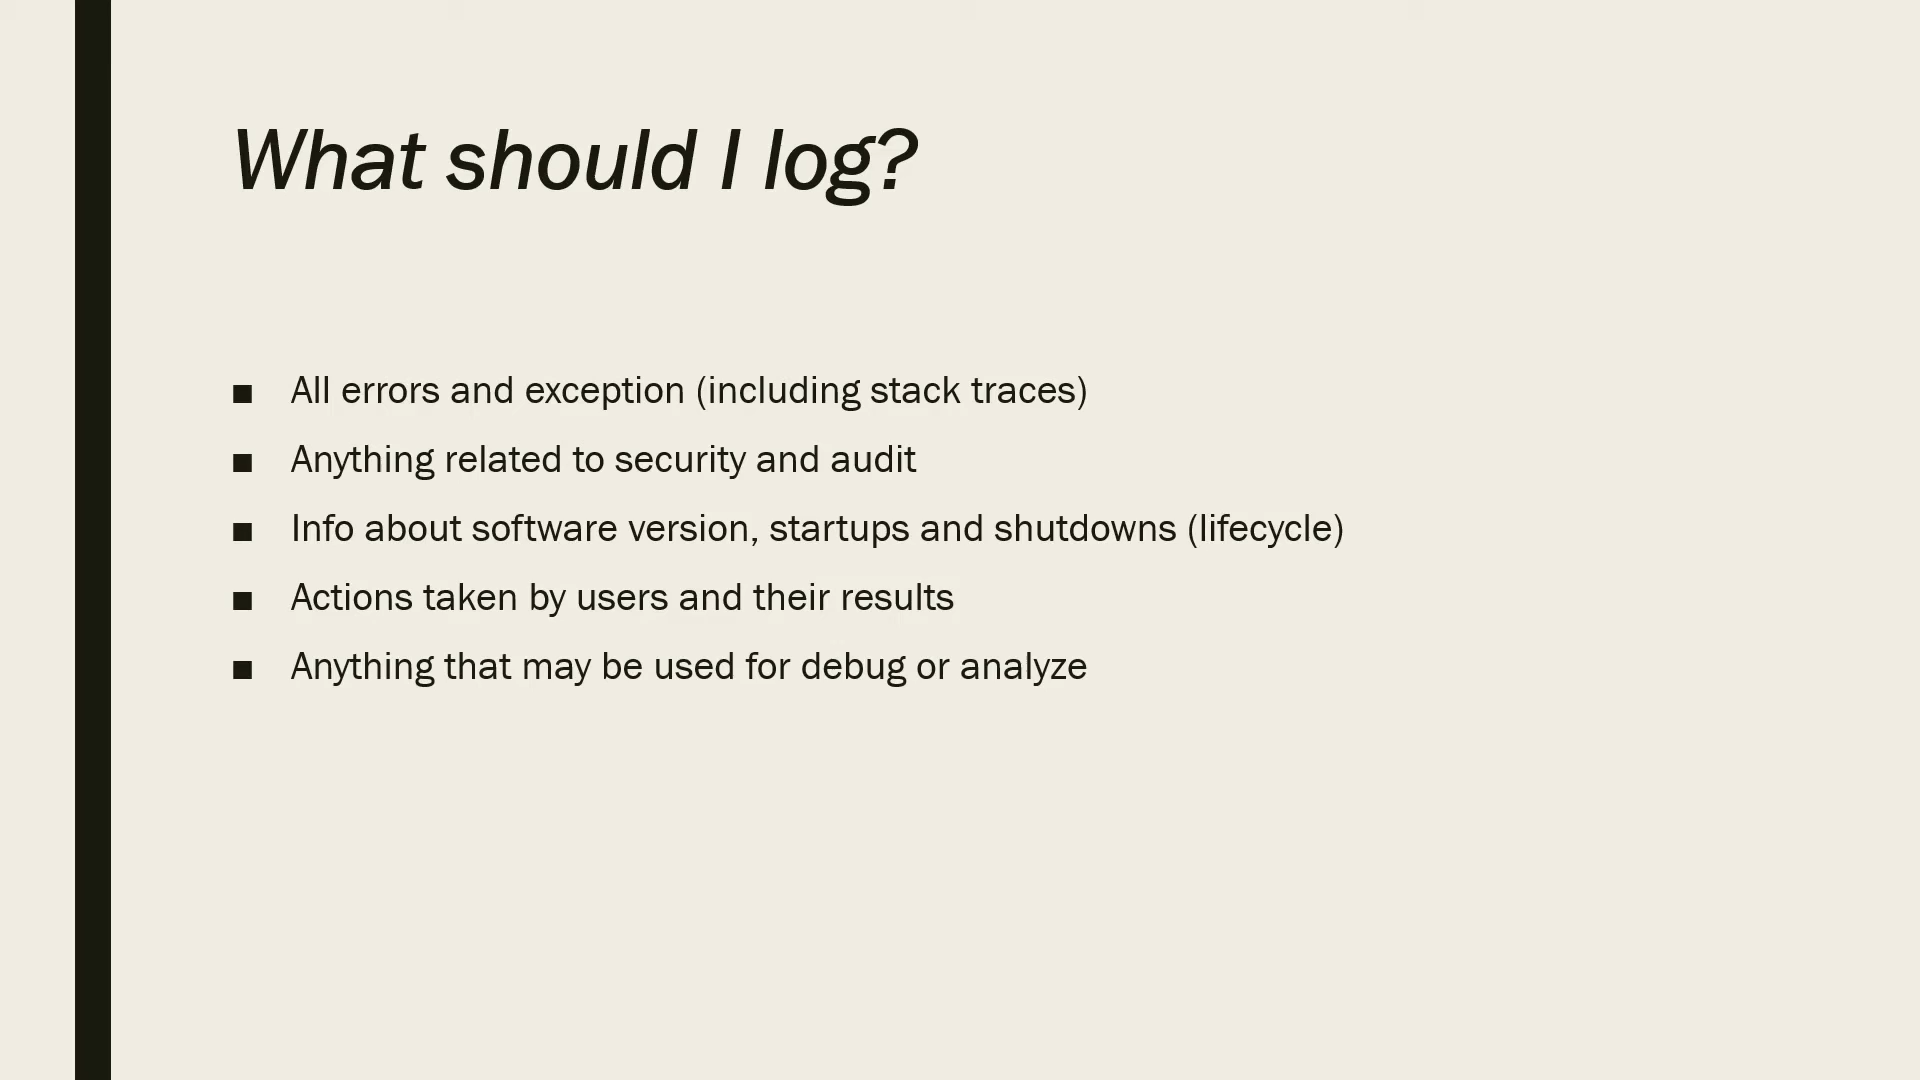 What should I log?
■ All errors and exception (including stack traces)
■ Anything related to security and audit
■ Info about software version, startups and shutdowns (lifecycle)
■ Actions taken by users and their results
■ Anything that may be used for debug or analyze